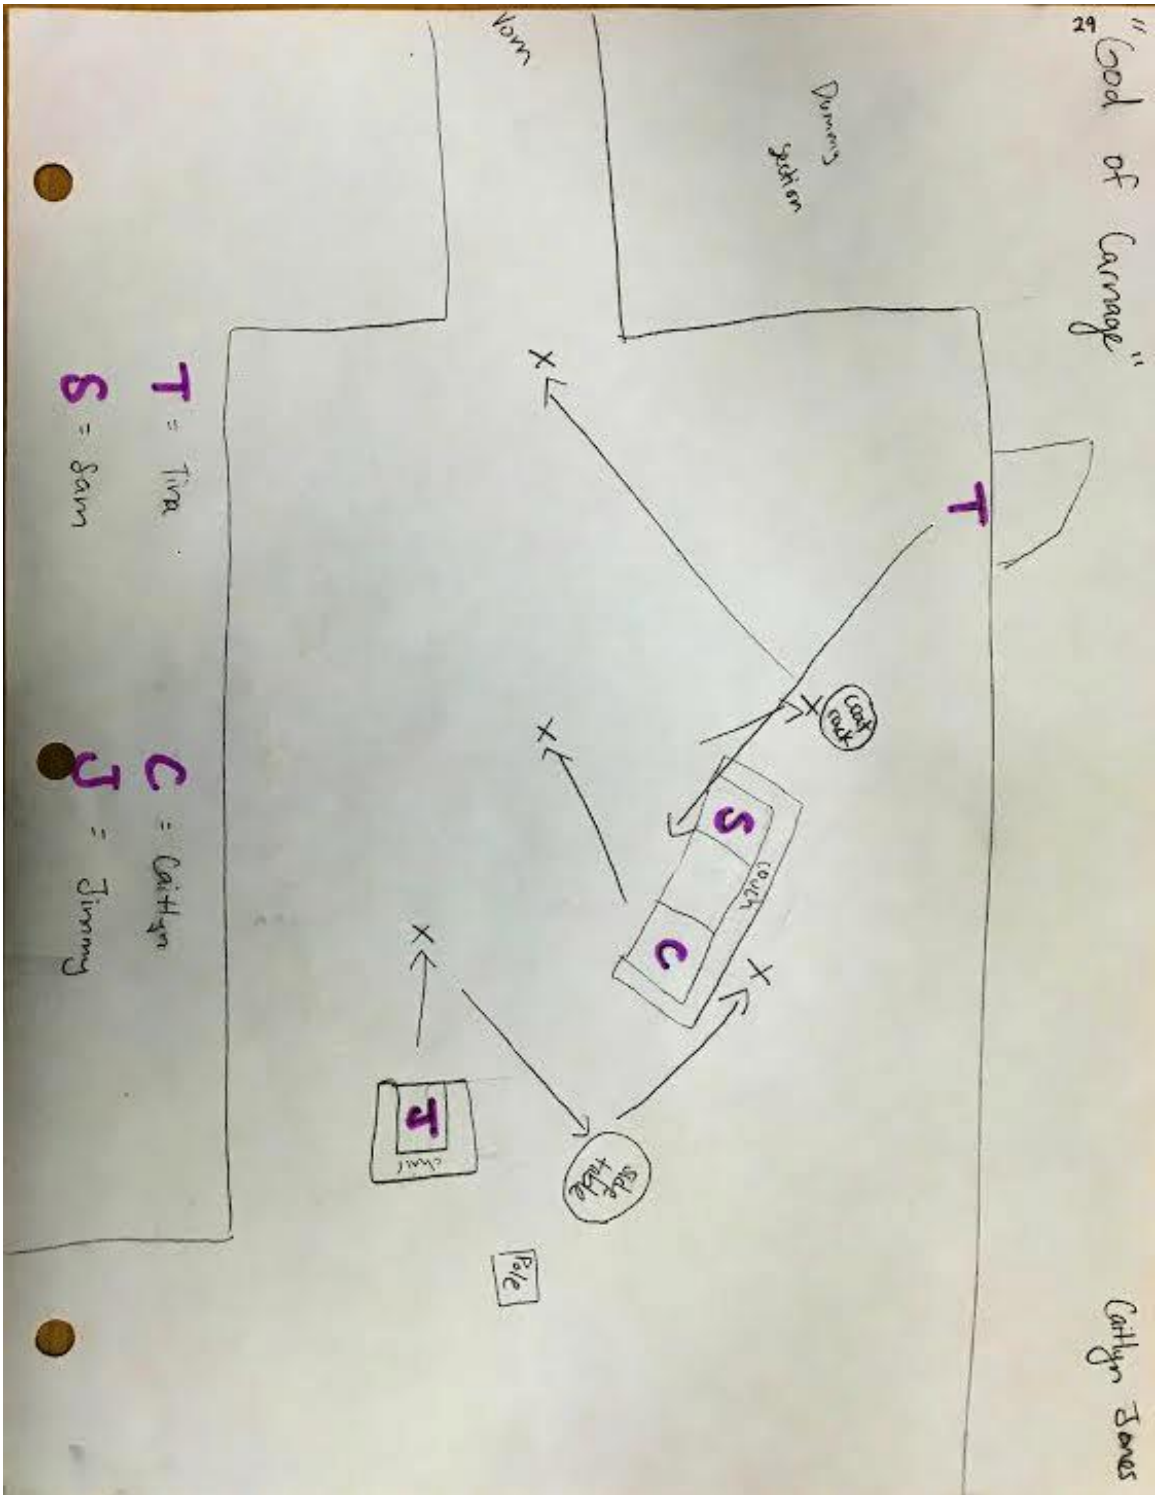 29
"God of Carnage"
Caitlyn Jones
Vom
Dummy
section
T
coat
rack
S
couch
C
J
chair
side
table
Pole
T = Tina
S = Sam
C = Caitlyn
J = Jimmy